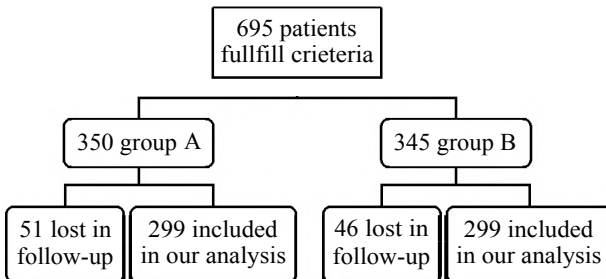 695 patients
fullfill crieteria
350 group A
345 group B
51 lost in
follow-up
299 included
in our analysis
46 lost in
follow-up
299 included
in our analysis